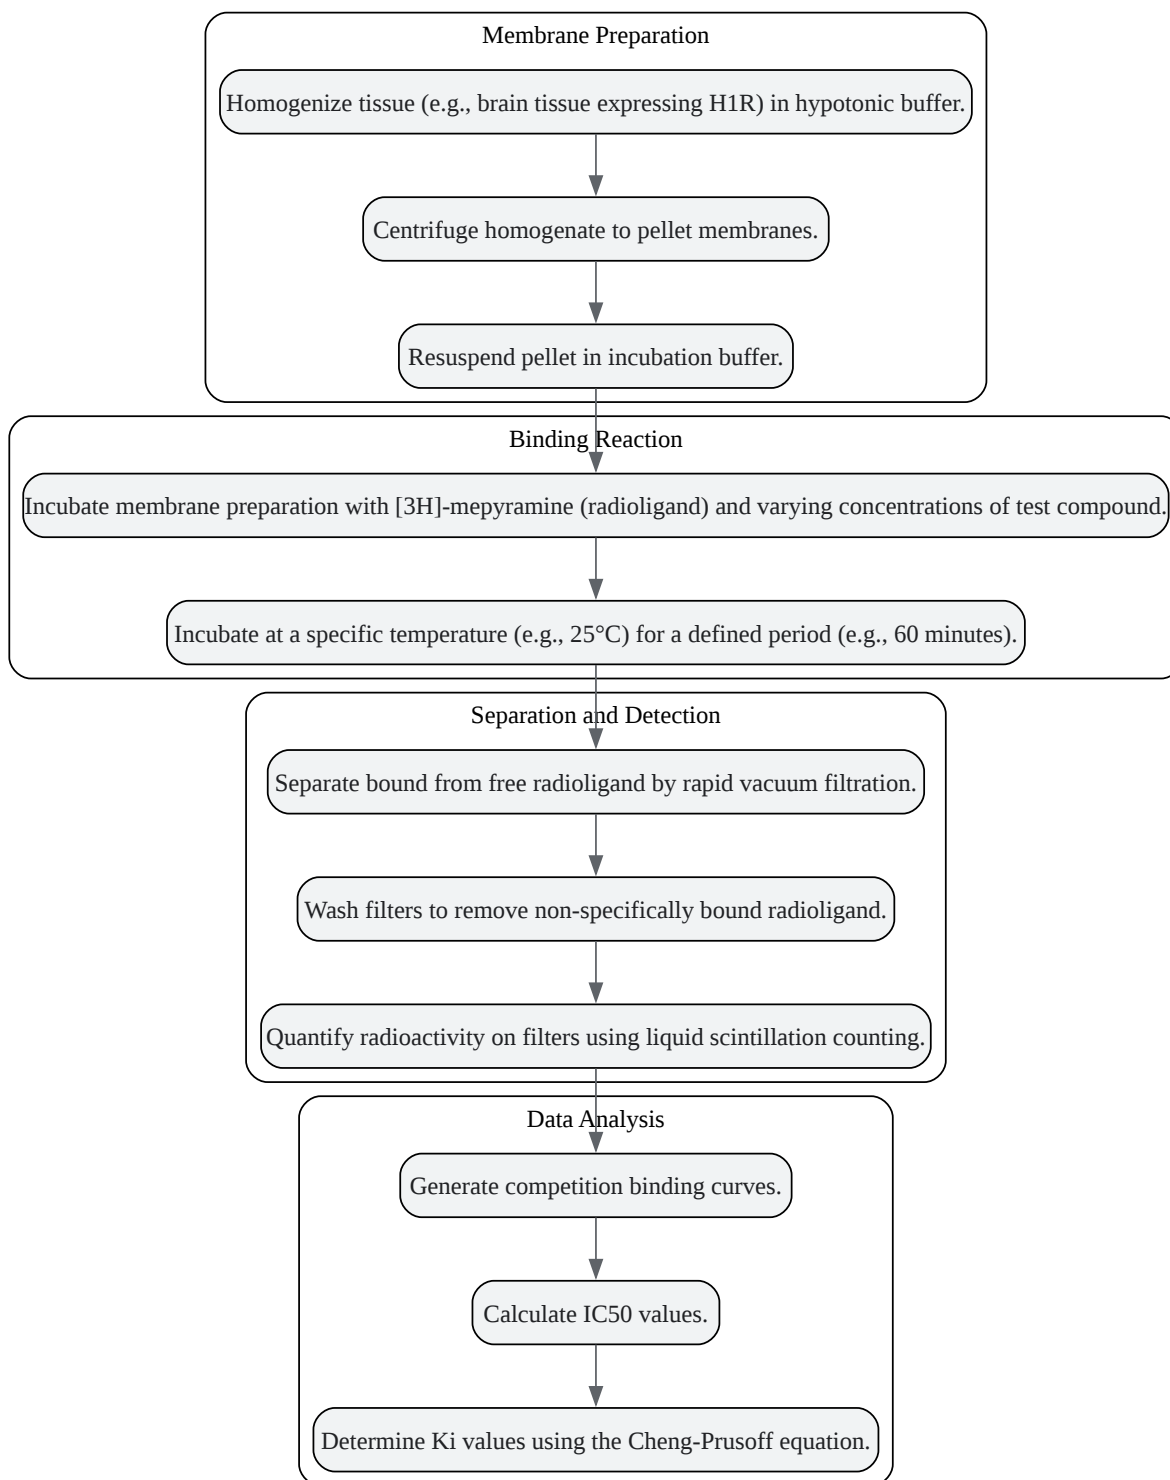 Membrane Preparation
Homogenize tissue (e.g., brain tissue expressing H1R) in hypotonic buffer.
Centrifuge homogenate to pellet membranes.
Resuspend pellet in incubation buffer.
Binding Reaction
Incubate membrane preparation with [3H]-mepyramine (radioligand) and varying concentrations of test compound.
Incubate at a specific temperature (e.g., 25°C) for a defined period (e.g., 60 minutes).
Separation and Detection
Separate bound from free radioligand by rapid vacuum filtration.
Wash filters to remove non-specifically bound radioligand.
Quantify radioactivity on filters using liquid scintillation counting.
Data Analysis
Generate competition binding curves.
Calculate IC50 values.
Determine Ki values using the Cheng-Prusoff equation.